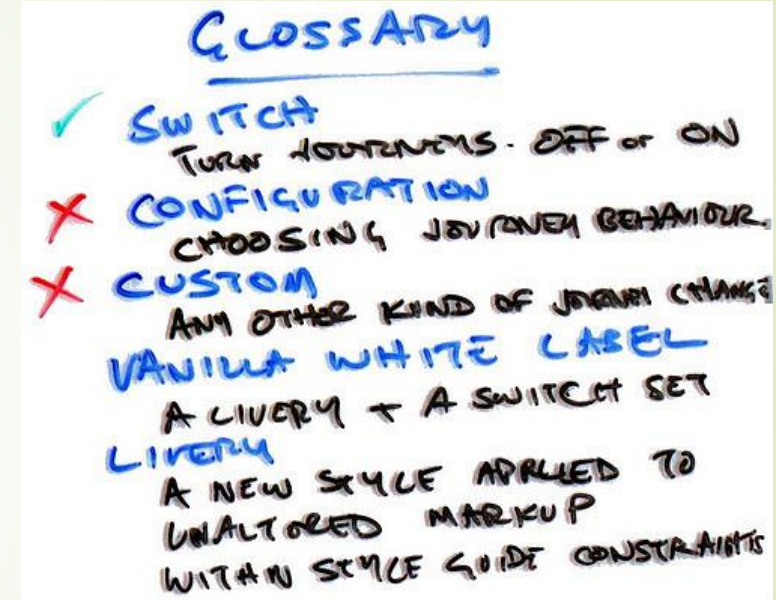 GLOSSARY
SWITCH
TURN JOURNEYS. OFF or ON
CONFIGURATION
CHOOSING JOURNEY BEHAVIOUR.
CUSTOM
ANY OTHER KIND OF JOURNEY CHANGE
VANILLA WHITE LABEL
A LIVERY + A SWITCH SET
LIVERY
A NEW STYLE APPLIED TO
UNALTERED MARKUP
WITHIN STYLE GUIDE CONSTRAINTS